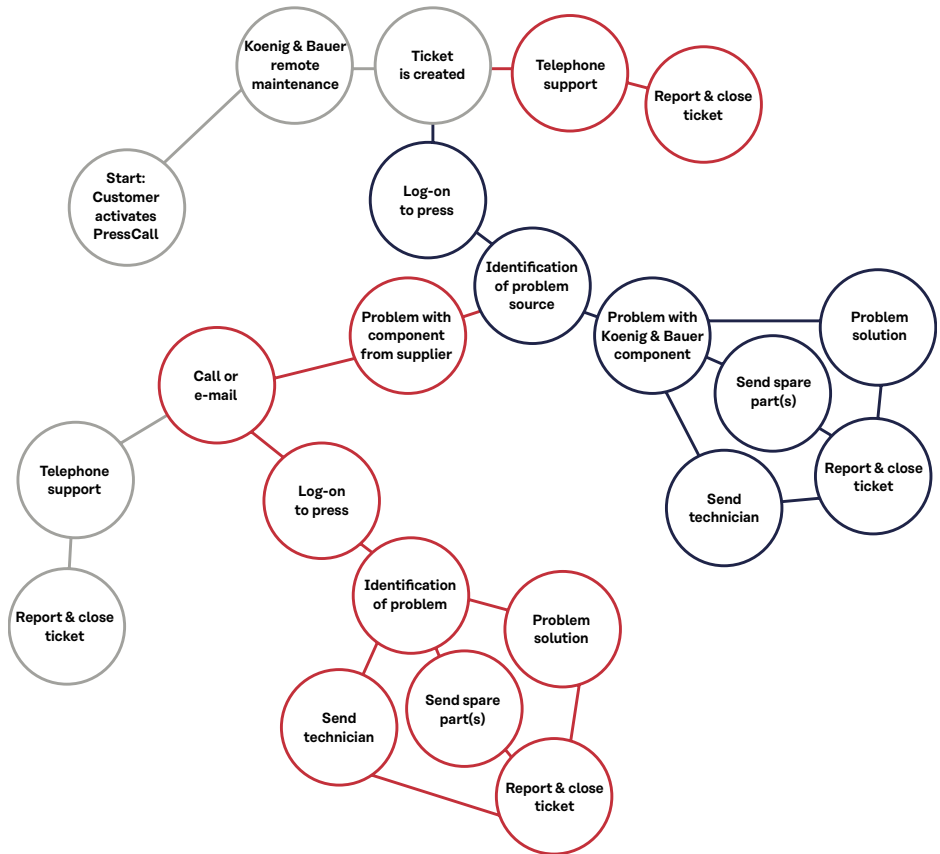 Koenig & Bauer
remote
maintenance
Ticket
is created
Telephone
support
Report & close
ticket
Start:
Customer
activates
PressCall
Log-on
to press
Identification
of problem
source
Problem with
component
from supplier
Problem with
Koenig & Bauer
component
Problem
solution
Send spare
part(s)
Report & close
ticket
Send
technician
Call or
e-mail
Telephone
support
Report & close
ticket
Log-on
to press
Identification
of problem
Problem
solution
Send spare
part(s)
Send
technician
Report & close
ticket